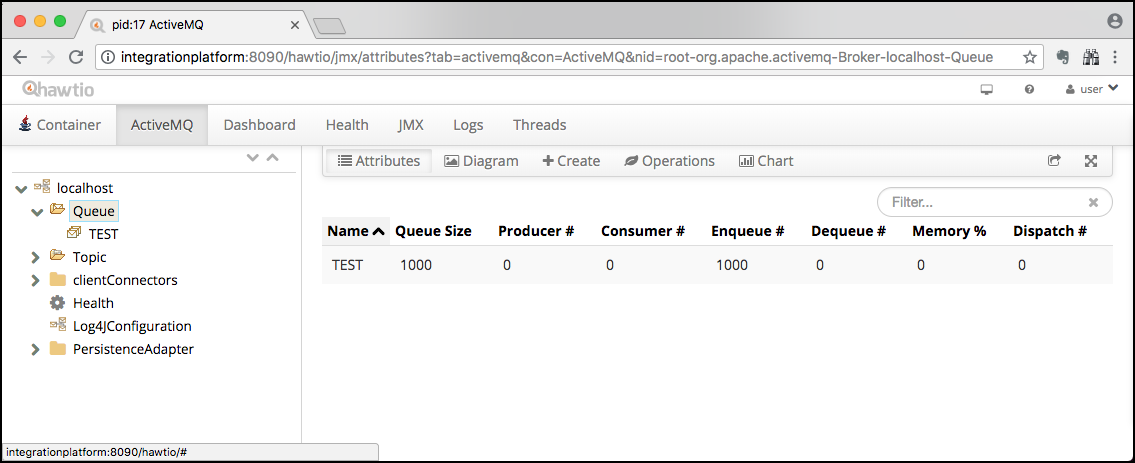 pid:17 ActiveMQ
integrationplatform:8090/hawtio/jmx/attributes?tab=activemq&con=ActiveMQ&nid=root-org.apache.activemq-Broker-localhost-Queue
hawtio user
Container ActiveMQ Dashboard Health JMX Logs Threads
Attributes Diagram Create Operations Chart
localhost
Queue
TEST
Topic
clientConnectors
Health
Log4JConfiguration
PersistenceAdapter
Filter...
Name Queue Size Producer # Consumer # Enqueue # Dequeue # Memory % Dispatch #
TEST 1000 0 0 1000 0 0 0
integrationplatform:8090/hawtio/#